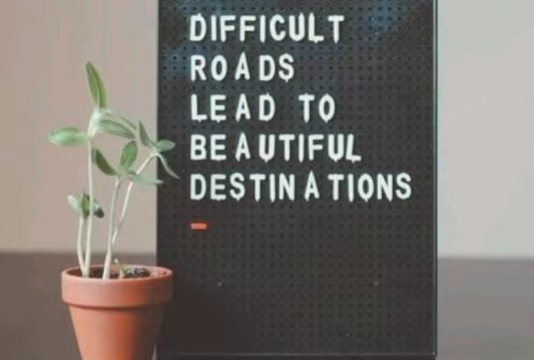 DIFFICULT
ROADS
LEAD TO
BEAUTIFUL
DESTINATIONS